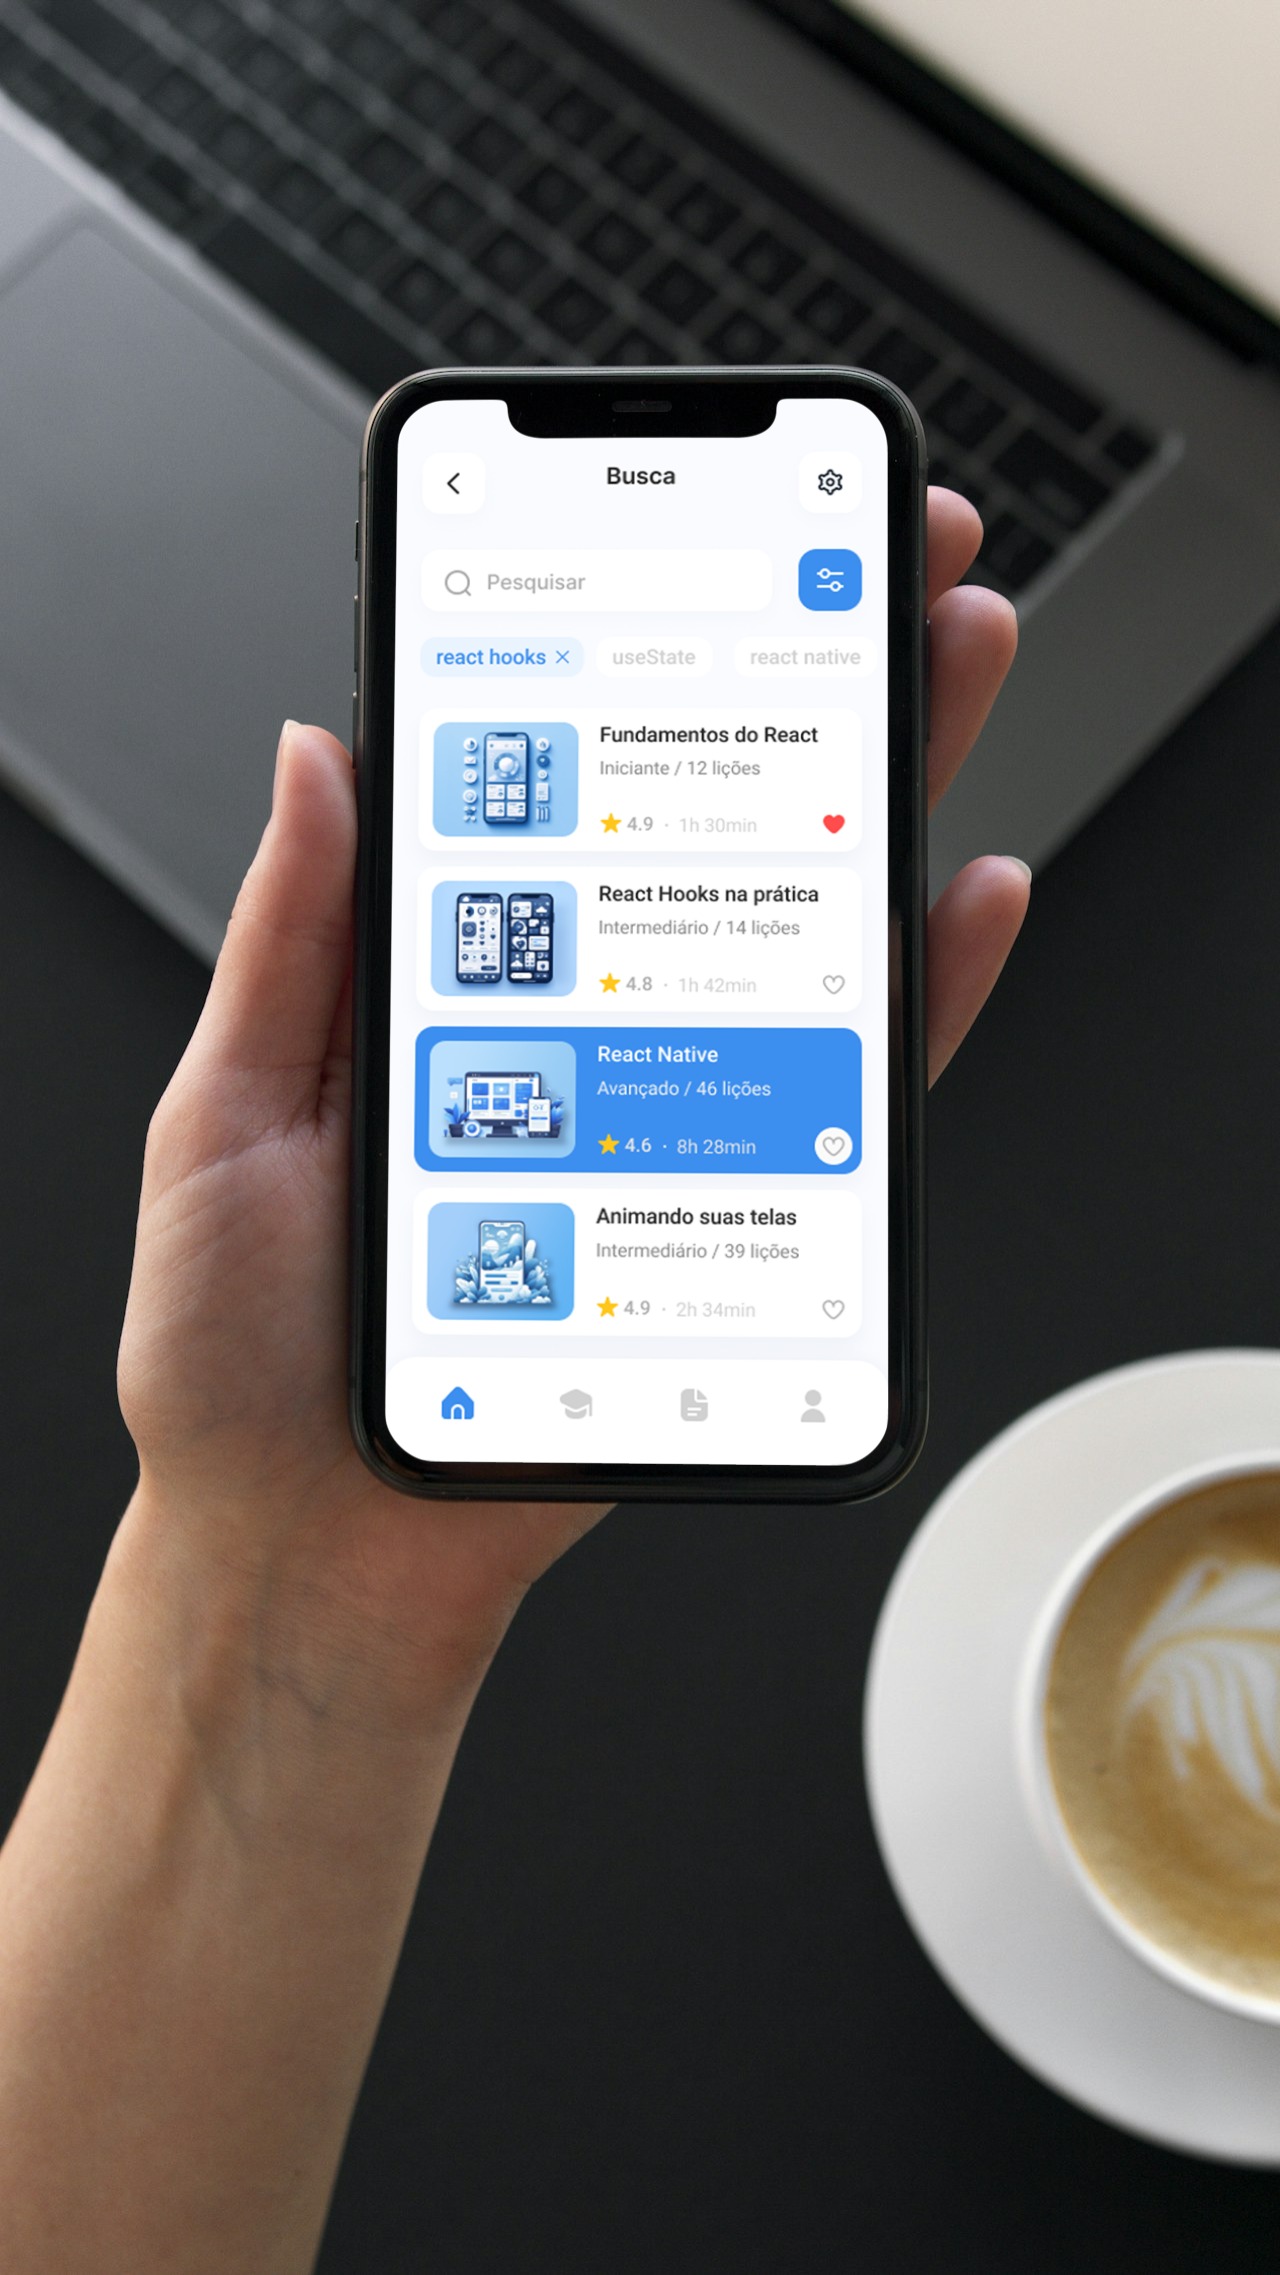 Busca
Pesquisar
react hooks useState react native
Fundamentos do React
Iniciante / 12 lições
4.9 · 1h 30min
React Hooks na prática
Intermediário / 14 lições
4.8 · 1h 42min
React Native
Avançado / 46 lições
4.6 · 8h 28min
Animando suas telas
Intermediário / 39 lições
4.9 · 2h 34min